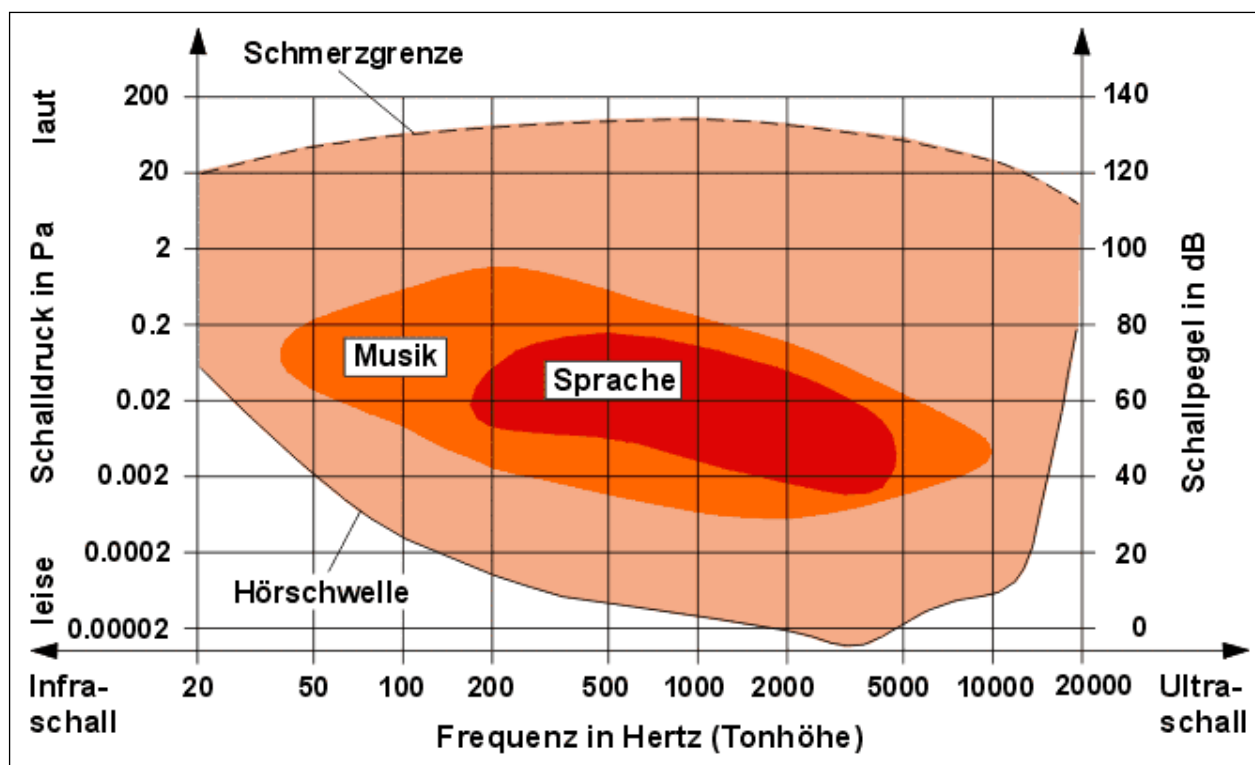 Schmerzgrenze
laut
Schalldruck in Pa
leise
200
20
2
0.2
0.02
0.002
0.0002
0.00002
140
120
100
80
60
40
20
0
Schallpegel in dB
Musik
Sprache
Hörschwelle
Infra-
schall
20
50
100
200
500
1000
2000
5000
10000
20000
Ultra-
schall
Frequenz in Hertz (Tonhöhe)